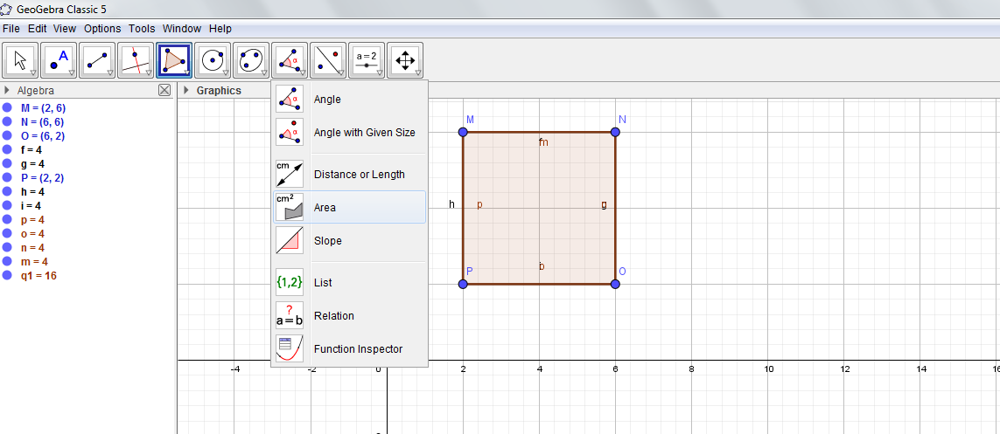 GeoGebra Classic 5
File Edit View Options Tools Window Help
A
α
a=2
Algebra
Graphics
M = (2, 6)
N = (6, 6)
O = (6, 2)
f = 4
g = 4
P = (2, 2)
h = 4
i = 4
p = 4
o = 4
n = 4
m = 4
q1 = 16
α Angle
α Angle with Given Size
cm Distance or Length
cm² Area
Slope
{1,2} List
? a=b Relation
Function Inspector
M N
h p g
P O
-4 -2 0 2 4 6 8 10 12 14 16